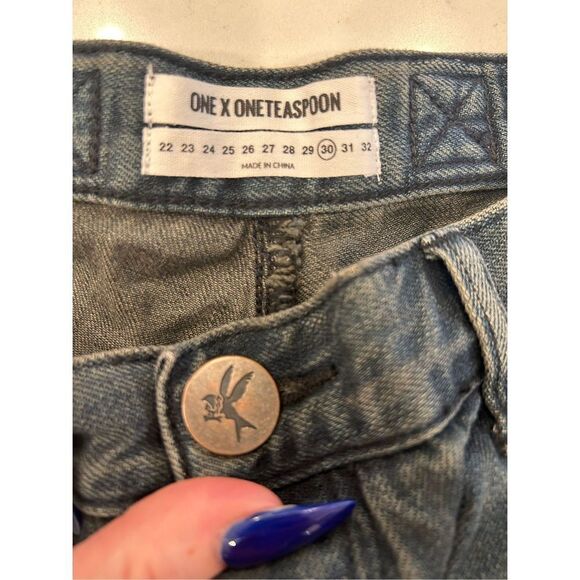 ONE X ONETEASPOON
22 23 24 25 26 27 28 29 30 31 32
MADE IN CHINA